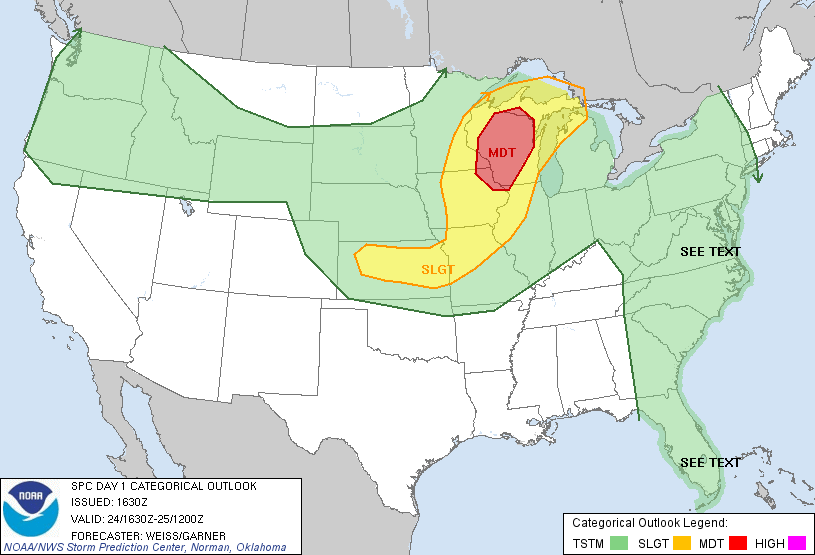 MDT
SEE TEXT
SLGT
SEE TEXT
NOAA
SPC DAY 1 CATEGORICAL OUTLOOK
ISSUED: 1630Z
VALID: 24/1630Z-25/1200Z
FORECASTER: WEISS/GARNER
NOAA/NWS Storm Prediction Center, Norman, Oklahoma
Categorical Outlook Legend:
TSTM SLGT MDT HIGH